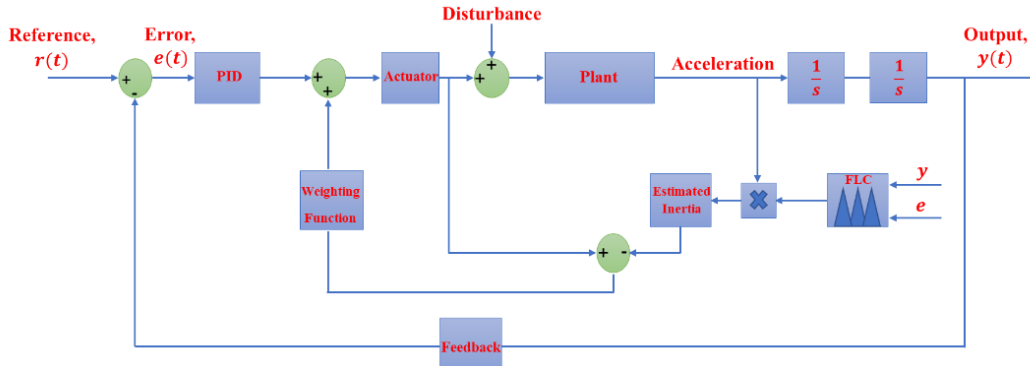 Disturbance
Reference,
r(t)
Error,
e(t)
Acceleration
Output,
y(t)
+
-
PID
+
+
Actuator
+
+
Plant
1
s
1
s
Weighting
Function
Estimated
Inertia
×
FLC
y
e
+
-
Feedback